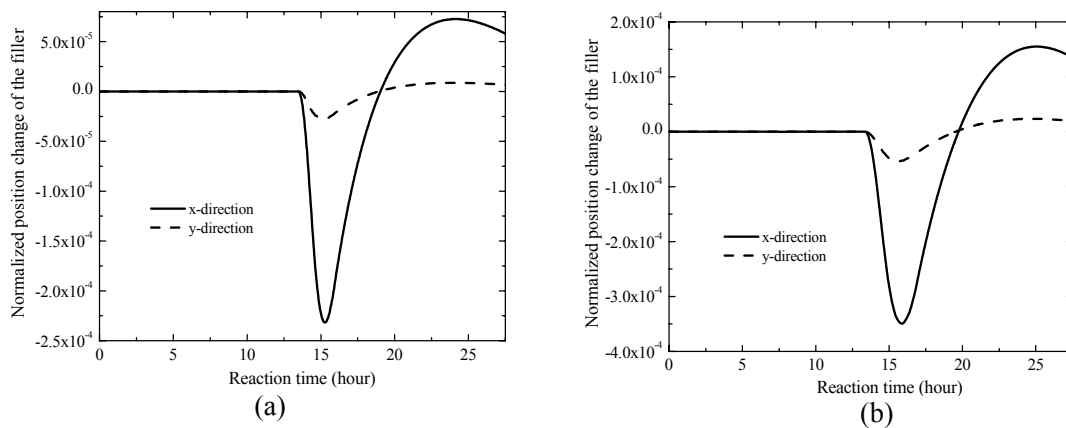 Normalized position change of the filler
5.0x10-5
0.0
-5.0x10-5
-1.0x10-4
-1.5x10-4
-2.0x10-4
-2.5x10-4
x-direction
y-direction
0 5 10 15 20 25
Reaction time (hour)
(a)
Normalized position change of the filler
2.0x10-4
1.0x10-4
0.0
-1.0x10-4
-2.0x10-4
-3.0x10-4
-4.0x10-4
x-direction
y-direction
0 5 10 15 20 25
Reaction time (hour)
(b)